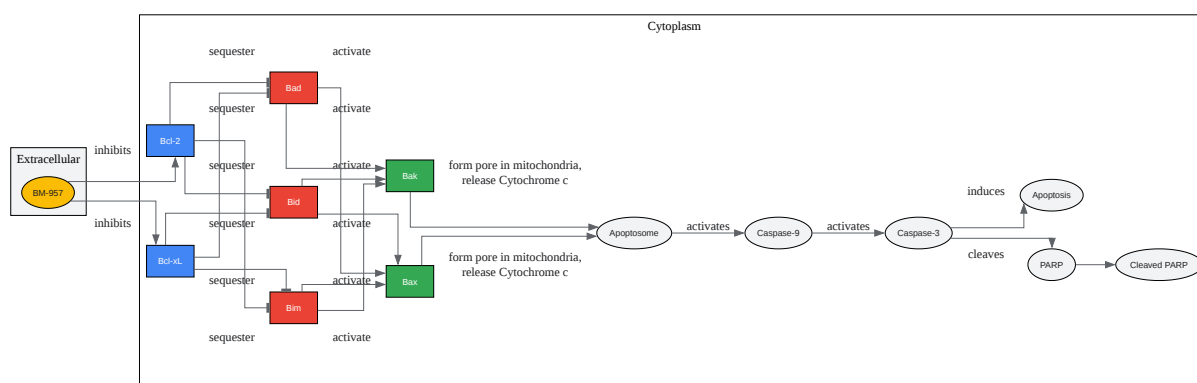 Cytoplasm
sequester
activate
Bad
sequester
activate
Bcl-2
inhibits
Extracellular
BM-957
inhibits
sequester
activate
Bak
form pore in mitochondria,
release Cytochrome c
Bid
sequester
activate
induces
Apoptosis
Apoptosome
activates
Caspase-9
activates
Caspase-3
Bcl-xL
form pore in mitochondria,
release Cytochrome c
cleaves
PARP
Cleaved PARP
sequester
activate
Bax
Bim
sequester
activate